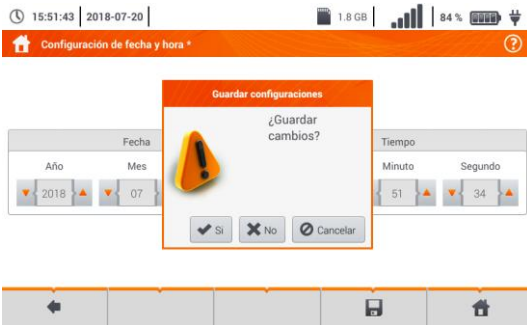 15:51:43 2018-07-20 1.8 GB 84 %
Configuración de fecha y hora *
Guardar configuraciones
¿Guardar
cambios?
Fecha Tiempo
Año Mes Minuto Segundo
2018 07 51 34
Si No Cancelar